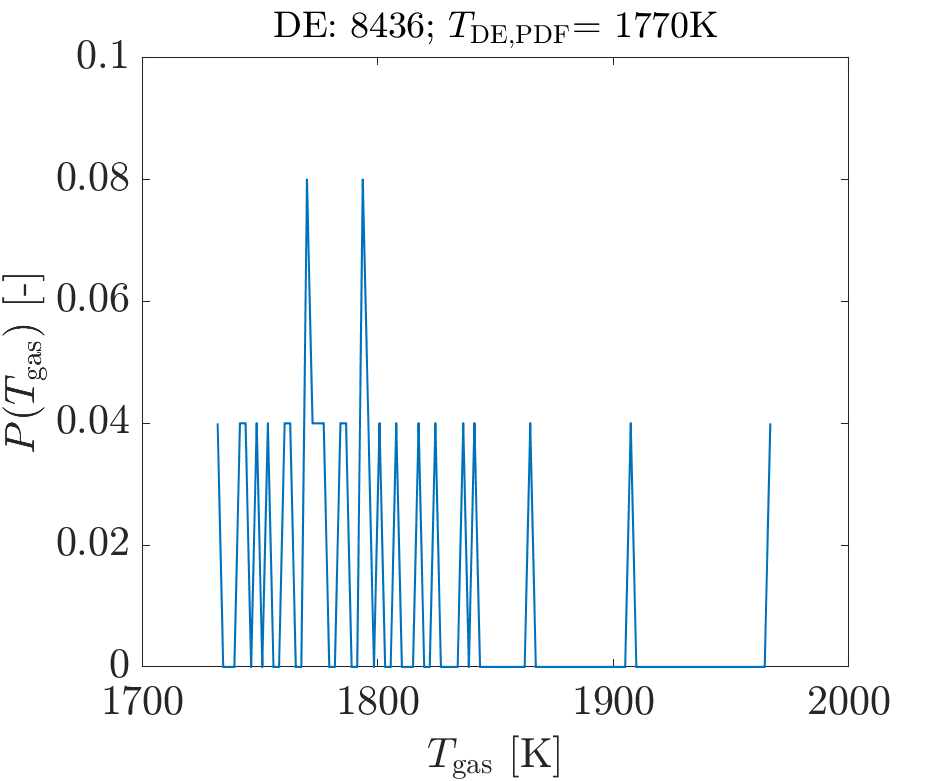 DE: 8436; T_DE,PDF= 1770K
0.1
0.08
0.06
0.04
0.02
0
P(T_gas) [-]
1700 1800 1900 2000
T_gas [K]